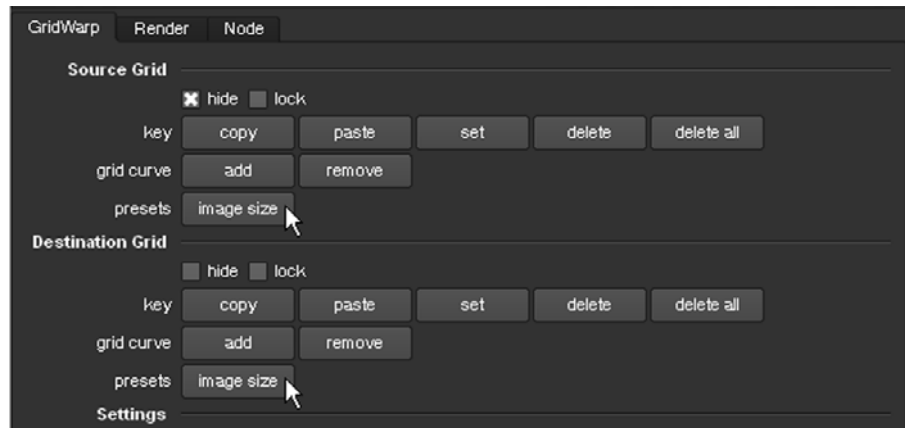 GridWarp Render Node
Source Grid
hide lock
key copy paste set delete delete all
grid curve add remove
presets image size
Destination Grid
hide lock
key copy paste set delete delete all
grid curve add remove
presets image size
Settings